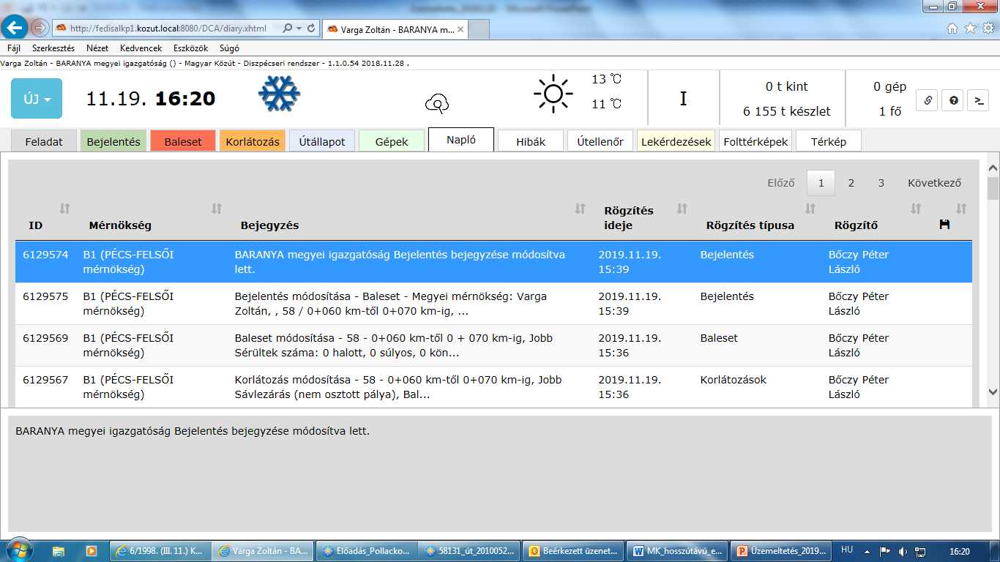 http://fedisalkp1.kozut.local:8080/DCA/diary.xhtml
Varga Zoltán - BARANYA m...
Fájl Szerkesztés Nézet Kedvencek Eszközök Súgó
Varga Zoltán - BARANYA megyei igazgatóság () - Magyar Közút - Diszpécseri rendszer - 1.1.0.54 2018.11.28 .
ÚJ
11.19. 16:20
13 ℃
11 ℃
I
0 t kint
6 155 t készlet
0 gép
1 fő
Feladat Bejelentés Baleset Korlátozás Útállapot Gépek Napló Hibák Útellenőr Lekérdezések Folttérképek Térkép
Előző 1 2 3 Következő
ID Mérnökség Bejegyzés Rögzítés ideje Rögzítés típusa Rögzítő
6129574 B1 (PÉCS-FELSŐI BARANYA megyei igazgatóság Bejelentés bejegyzése módosítva 2019.11.19. Bejelentés Bőczy Péter
mérnökség) lett. 15:39 László
6129575 B1 (PÉCS-FELSŐI Bejelentés módosítása - Baleset - Megyei mérnökség: Varga 2019.11.19. Bejelentés Bőczy Péter
mérnökség) Zoltán, , 58 / 0+060 km-től 0+070 km-ig, ... 15:39 László
6129569 B1 (PÉCS-FELSŐI Baleset módosítása - 58 - 0+060 km-től 0 + 070 km-ig, Jobb 2019.11.19. Baleset Bőczy Péter
mérnökség) Sérültek száma: 0 halott, 0 súlyos, 0 kön... 15:36 László
6129567 B1 (PÉCS-FELSŐI Korlátozás módosítása - 58 - 0+060 km-től 0+070 km-ig, Jobb 2019.11.19. Korlátozások Bőczy Péter
mérnökség) Sávlezárás (nem osztott pálya), Bal... 15:36 László
BARANYA megyei igazgatóság Bejelentés bejegyzése módosítva lett.
6/1998. (III. 11.) K... Varga Zoltán - BA... Előadás_Pollacko... 58131_út_2010052... Beérkezett üzenet... MK_hosszútávú_e... Üzemeltetés_2019... HU 16:20